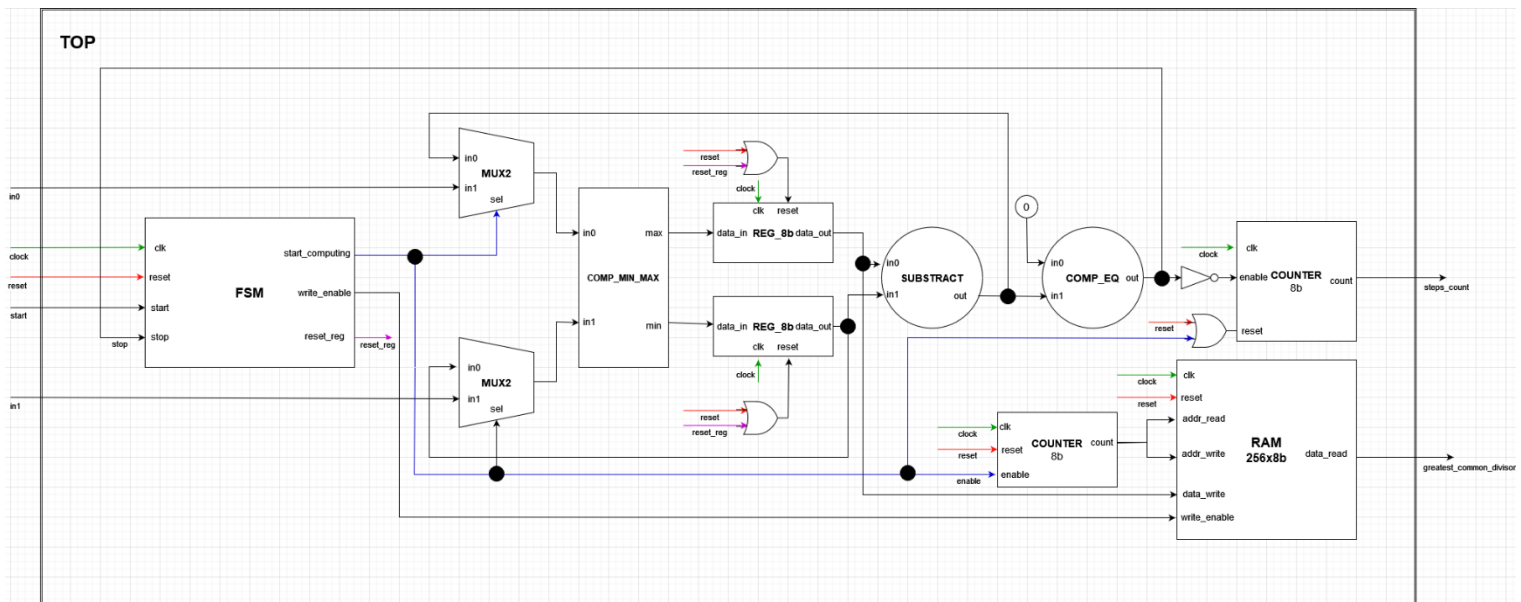 TOP
in0
clock
reset
start
stop
in1
clk
reset
start
stop
FSM
start_computing
write_enable
reset_reg
reset_reg
in0
MUX2
in1
sel
in0
MUX2
in1
sel
in0
in1
COMP_MIN_MAX
max
min
reset
reset_reg
clock
clk reset
data_in REG_8b data_out
data_in REG_8b data_out
clk reset
clock
reset
reset_reg
in0
SUBSTRACT
in1
out
0
in0
COMP_EQ out
in1
clock
clk
enable COUNTER
8b
count
reset
reset
steps_count
clock
clk
reset
reset
COUNTER
8b
count
enable
enable
clock
clk
reset
reset
addr_read
addr_write
RAM
256x8b
data_read
data_write
write_enable
greatest_common_divisor